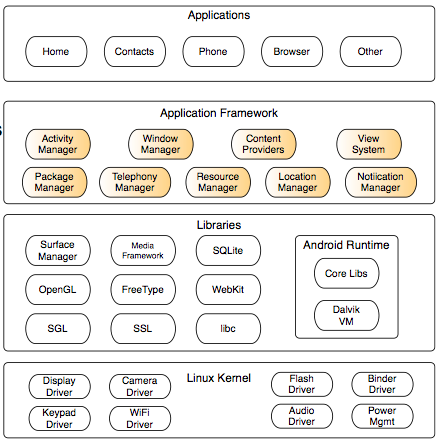 Applications
Home
Contacts
Phone
Browser
Other
Application Framework
Activity
Manager
Window
Manager
Content
Providers
View
System
Package
Manager
Telephony
Manager
Resource
Manager
Location
Manager
Notiication
Manager
Libraries
Surface
Manager
Media
Framework
SQLite
OpenGL
FreeType
WebKit
SGL
SSL
libc
Android Runtime
Core Libs
Dalvik
VM
Linux Kernel
Display
Driver
Camera
Driver
Flash
Driver
Binder
Driver
Keypad
Driver
WiFi
Driver
Audio
Driver
Power
Mgmt